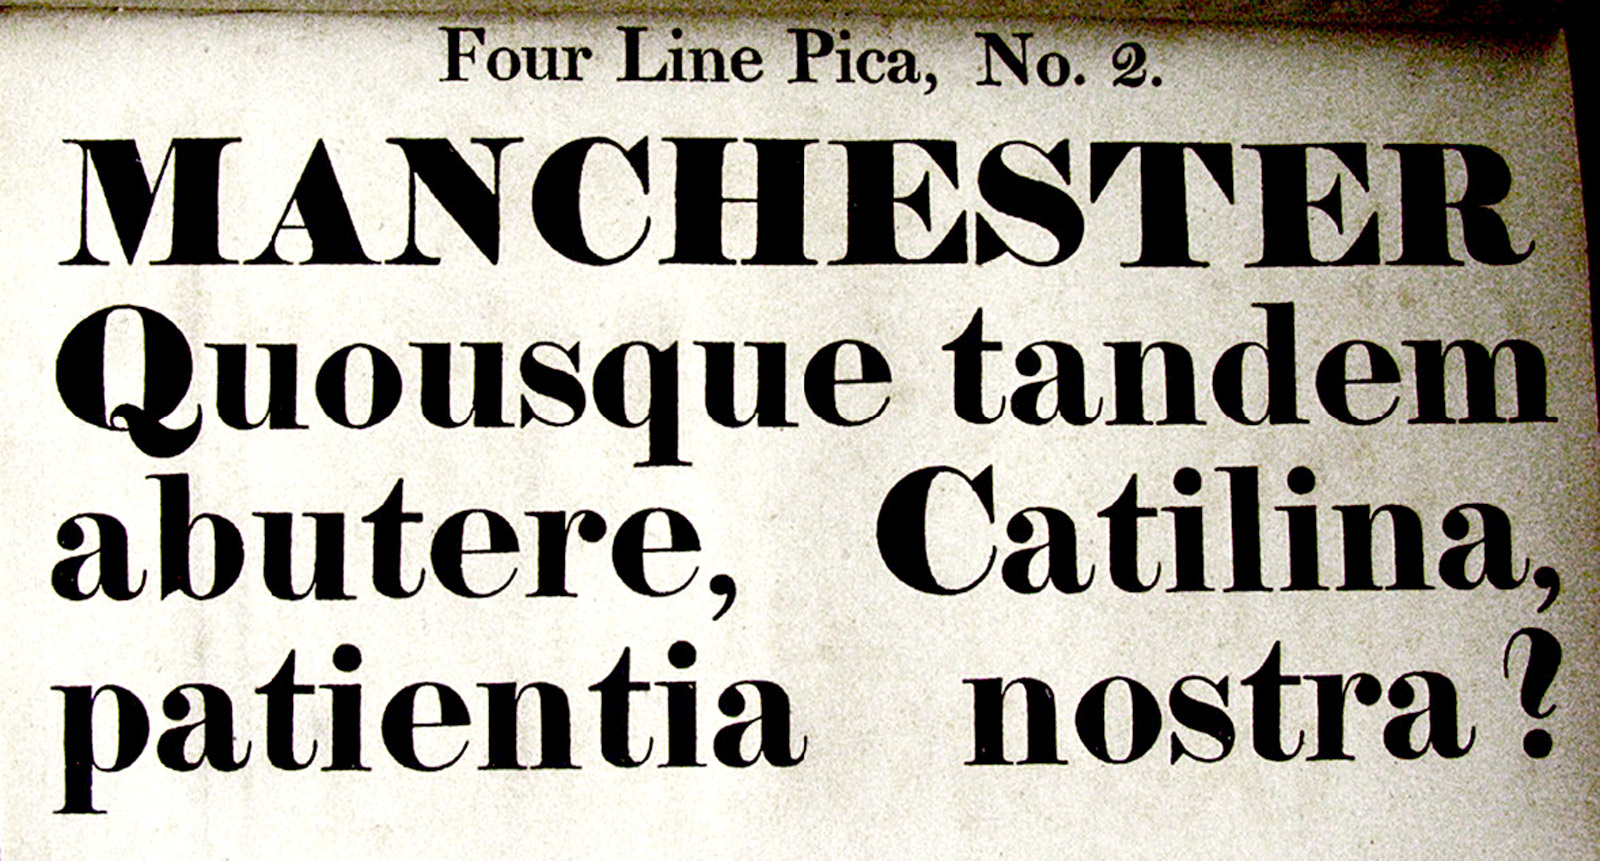 Four Line Pica, No. 2.
MANCHESTER
Quousque tandem
abutere, Catilina,
patientia nostra?